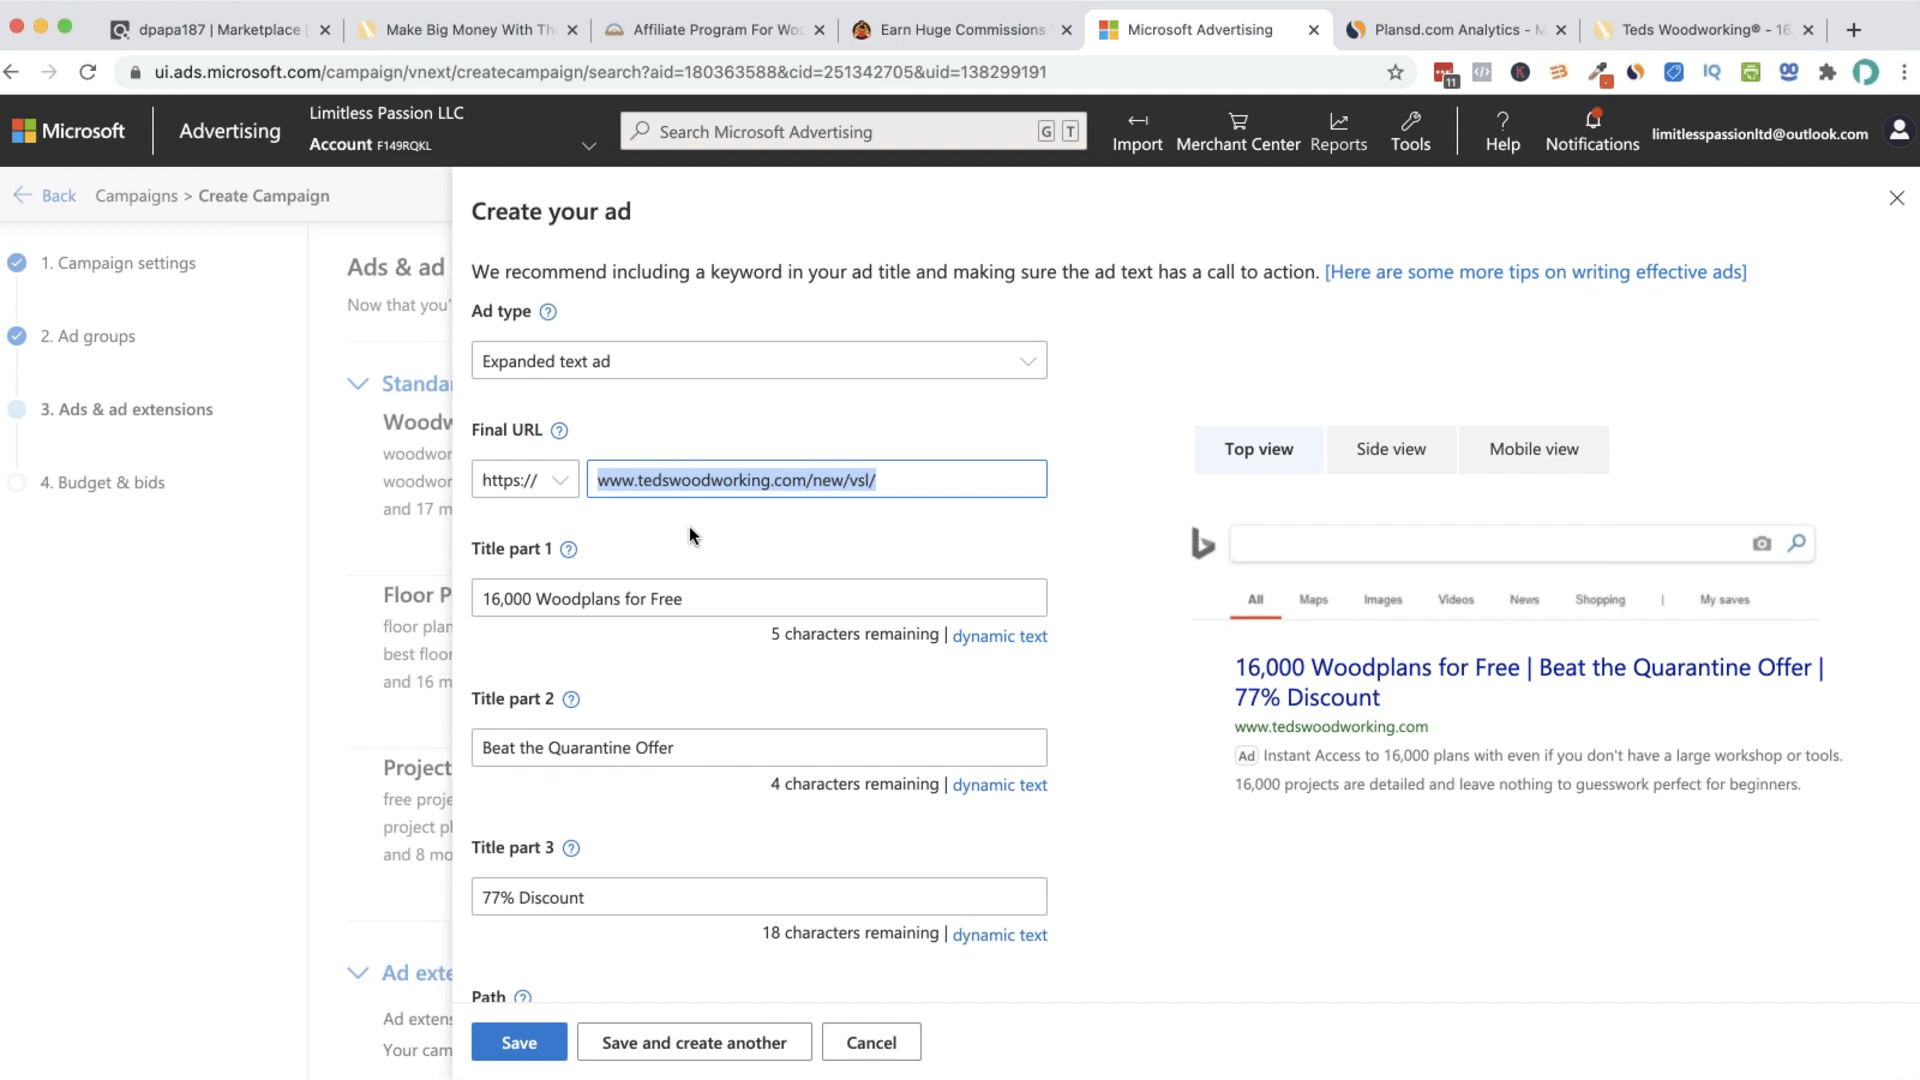 dpapa187 | Marketplace
Make Big Money With Th
Affiliate Program For Woo
Earn Huge Commissions
Microsoft Advertising
Plansd.com Analytics - M
Teds Woodworking® - 16
ui.ads.microsoft.com/campaign/vnext/createcampaign/search?aid=180363588&cid=251342705&uid=138299191
11
IQ
Microsoft
Advertising
Limitless Passion LLC
Account F149RQKL
Search Microsoft Advertising
G T
Import
Merchant Center
Reports
Tools
Help
Notifications
limitlesspassionltd@outlook.com
Back
Campaigns > Create Campaign
1. Campaign settings
2. Ad groups
3. Ads & ad extensions
4. Budget & bids
Ads & ad
Now that you'
Standa
Woodw
woodwor
woodwor
and 17 m
Floor P
floor plan
best floor
and 16 m
Project
free proje
project pl
and 8 mo
Ad exte
Ad extens
Your cam
Create your ad
We recommend including a keyword in your ad title and making sure the ad text has a call to action. [Here are some more tips on writing effective ads]
Ad type
Expanded text ad
Final URL
https://
www.tedswoodworking.com/new/vsl/
Title part 1
16,000 Woodplans for Free
5 characters remaining | dynamic text
Title part 2
Beat the Quarantine Offer
4 characters remaining | dynamic text
Title part 3
77% Discount
18 characters remaining | dynamic text
Path
Save
Save and create another
Cancel
Top view
Side view
Mobile view
All
Maps
Images
Videos
News
Shopping
|
My saves
16,000 Woodplans for Free | Beat the Quarantine Offer |
77% Discount
www.tedswoodworking.com
Ad Instant Access to 16,000 plans with even if you don't have a large workshop or tools.
16,000 projects are detailed and leave nothing to guesswork perfect for beginners.